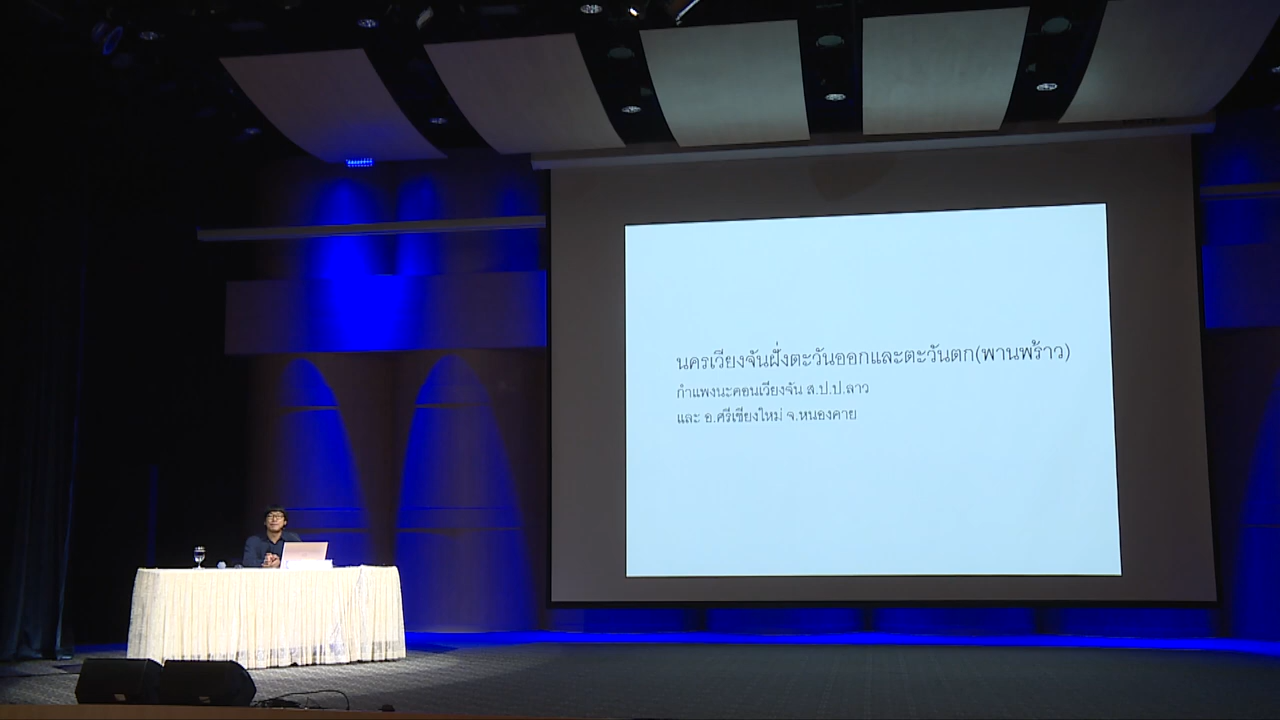 นครเวียงจันฝั่งตะวันออกและตะวันตก(พานพร้าว)
กำแพงนะคอนเวียงจัน ส.ป.ป.ลาว
และ อ.ศรีเชียงใหม่ จ.หนองคาย